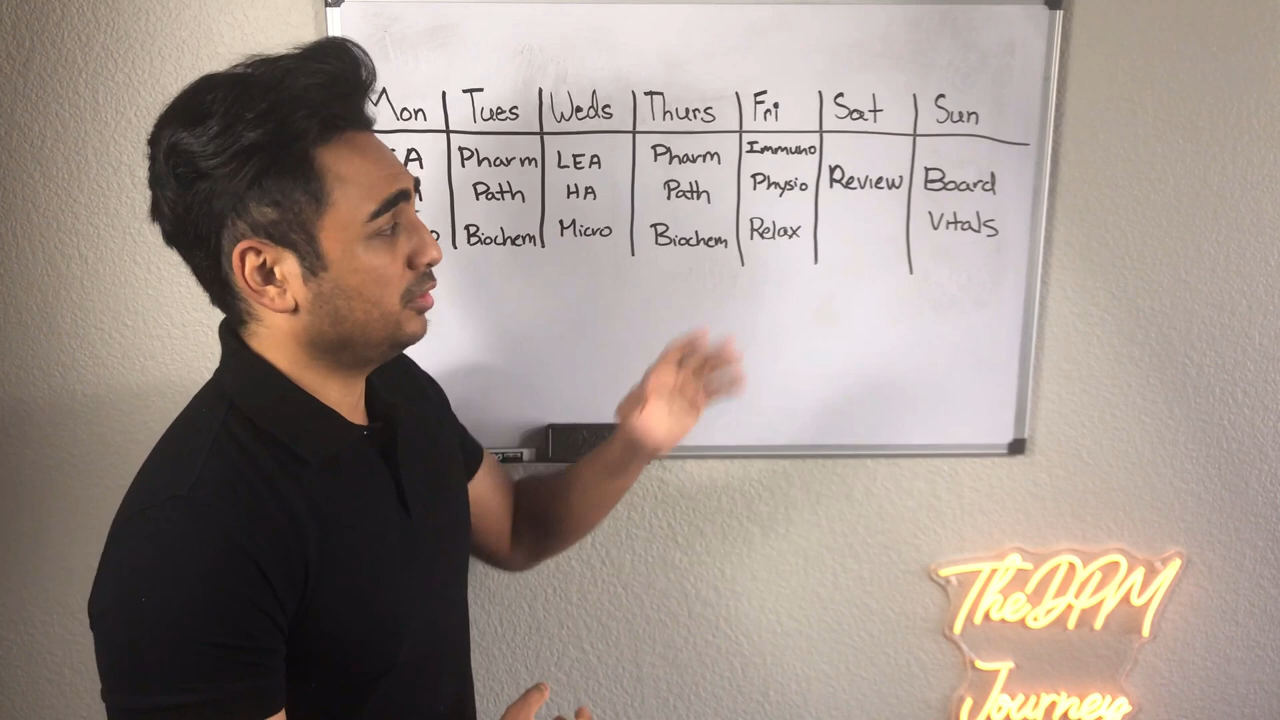 Mon Tues Weds Thurs Fri Sat Sun
Pharm LEA Pharm Immuno
Path HA Path Physio Review Board
Biochem Micro Biochem Relax Vitals
TheDPM
Journey